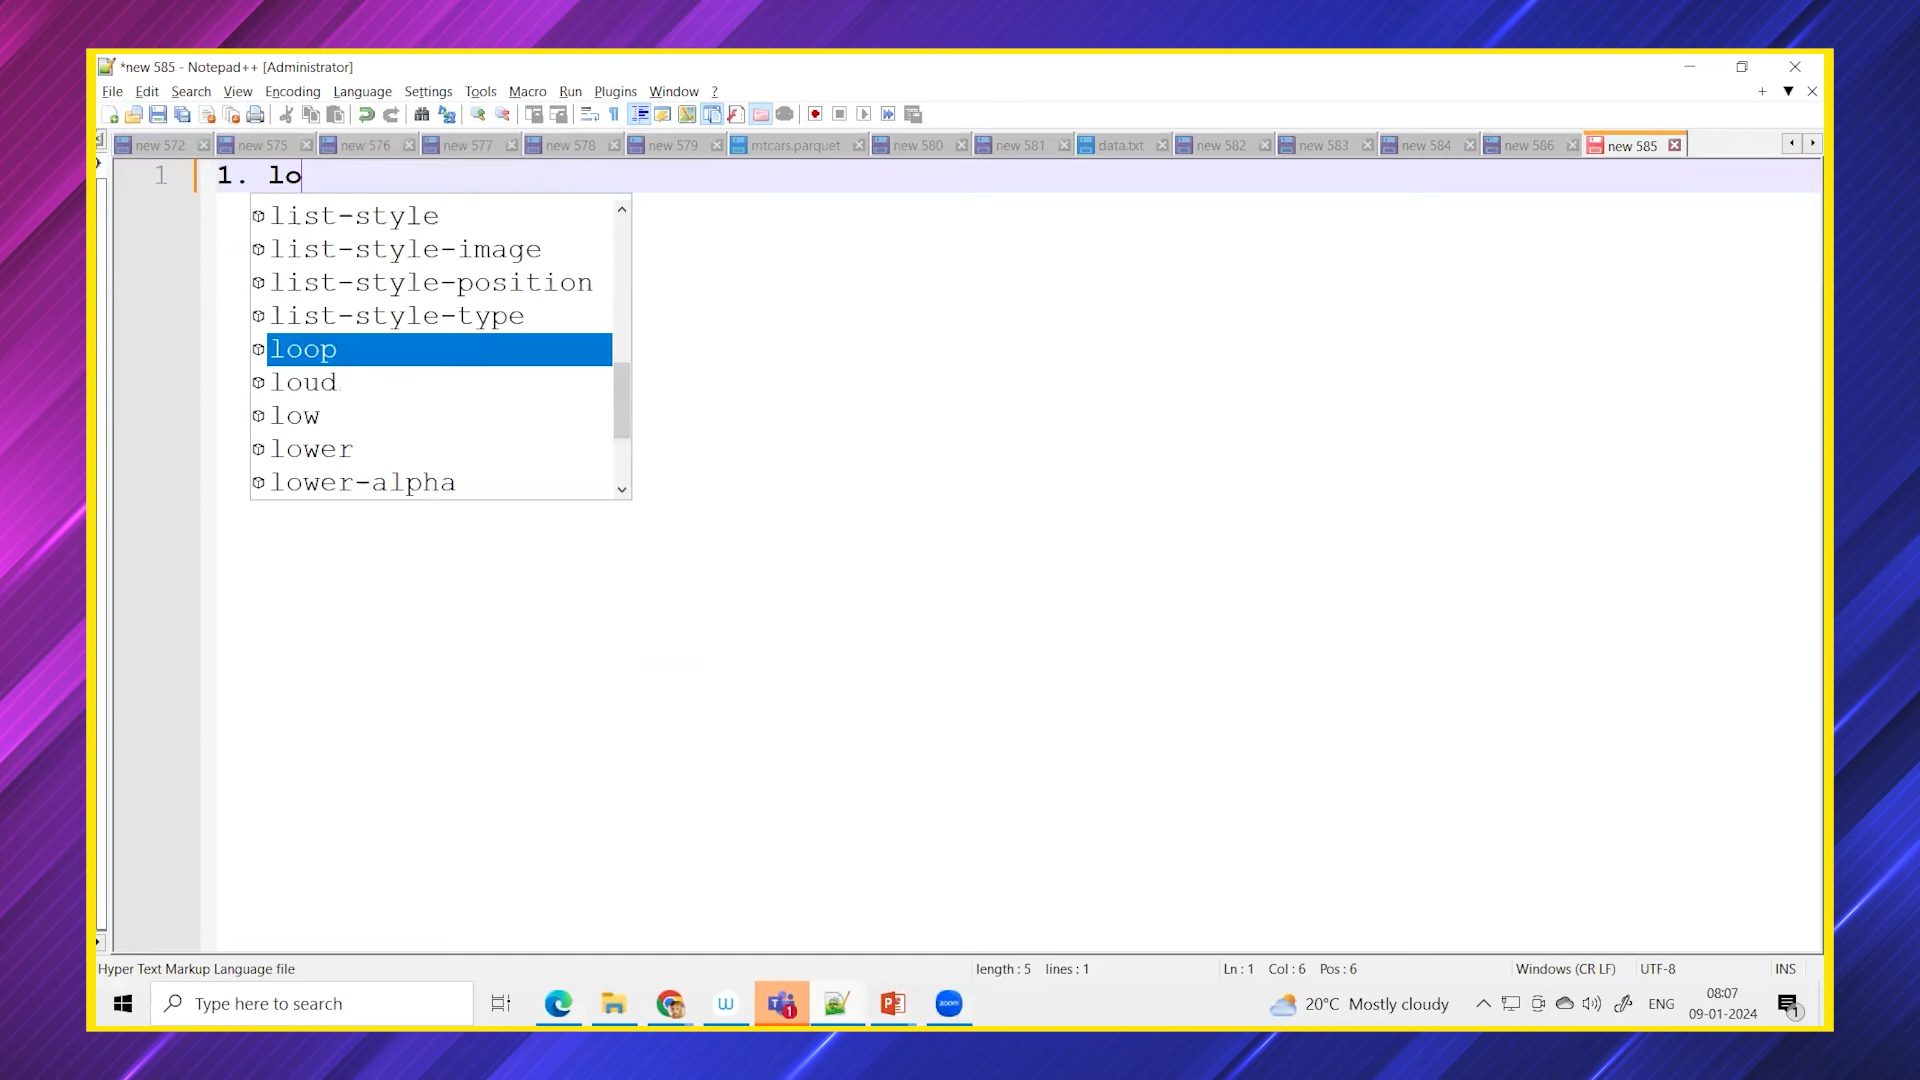 *new 585 - Notepad++ [Administrator]
File Edit Search View Encoding Language Settings Tools Macro Run Plugins Window ?
new 572 new 575 new 576 new 577 new 578 new 579 mtcars.parquet new 580 new 581 data.txt new 582 new 583 new 584 new 586 new 585
1 1. lo
list-style
list-style-image
list-style-position
list-style-type
loop
loud
low
lower
lower-alpha
Hyper Text Markup Language file length : 5 lines : 1 Ln : 1 Col : 6 Pos : 6 Windows (CR LF) UTF-8 INS
Type here to search W 1 zoom 20°C Mostly cloudy ENG 08:07 1
09-01-2024